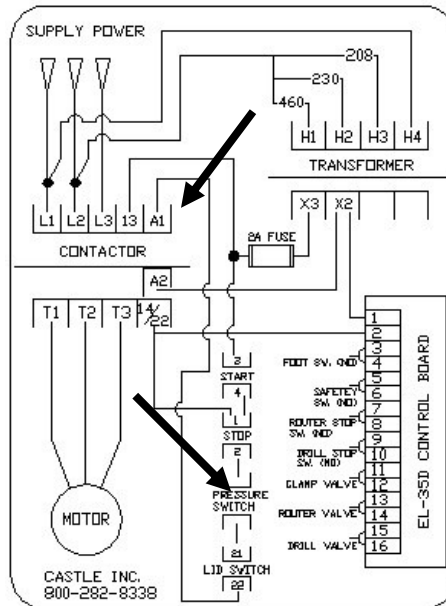 SUPPLY POWER
208
230
460
H1 H2 H3 H4
TRANSFORMER
L1 L2 L3 13 A1
CONTACTOR
X3 X2
2A FUSE
A2
T1 T2 T3 14/22
3
START
4
1
STOP
2
PRESSURE
SWITCH
21
LID SWITCH
22
MOTOR
CASTLE INC.
800-282-8338
1
2
3
FOOT SW. (NO) 4
5
SAFETEY 6
SW. (NO)
7
ROUTER STOP 8
SW. (NO)
9
DRILL STOP 10
SW. (NO)
11
CLAMP VALVE 12
13
ROUTER VALVE 14
15
DRILL VALVE 16
EL-35D CONTROL BOARD